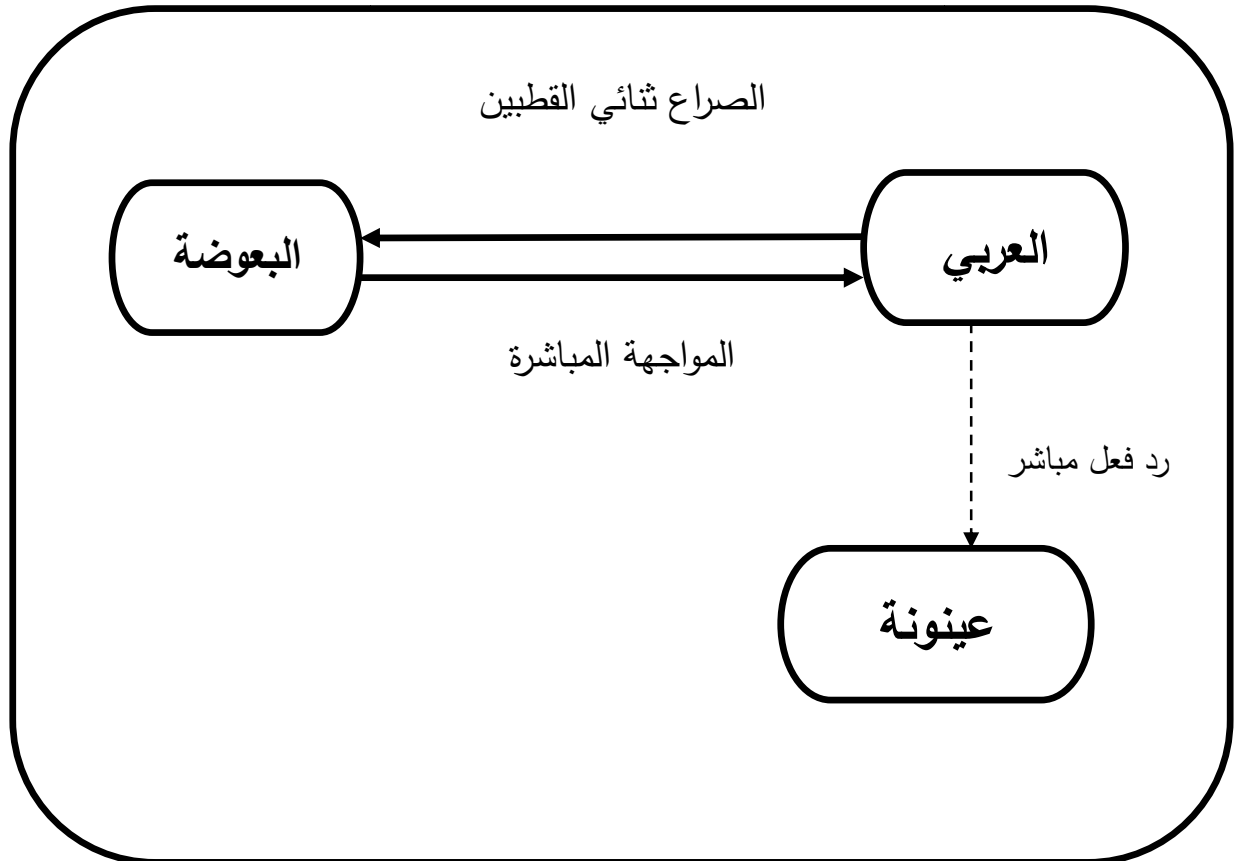 الصراع ثنائي القطبين
العربي
البعوضة
المواجهة المباشرة
رد فعل مباشر
عينونة